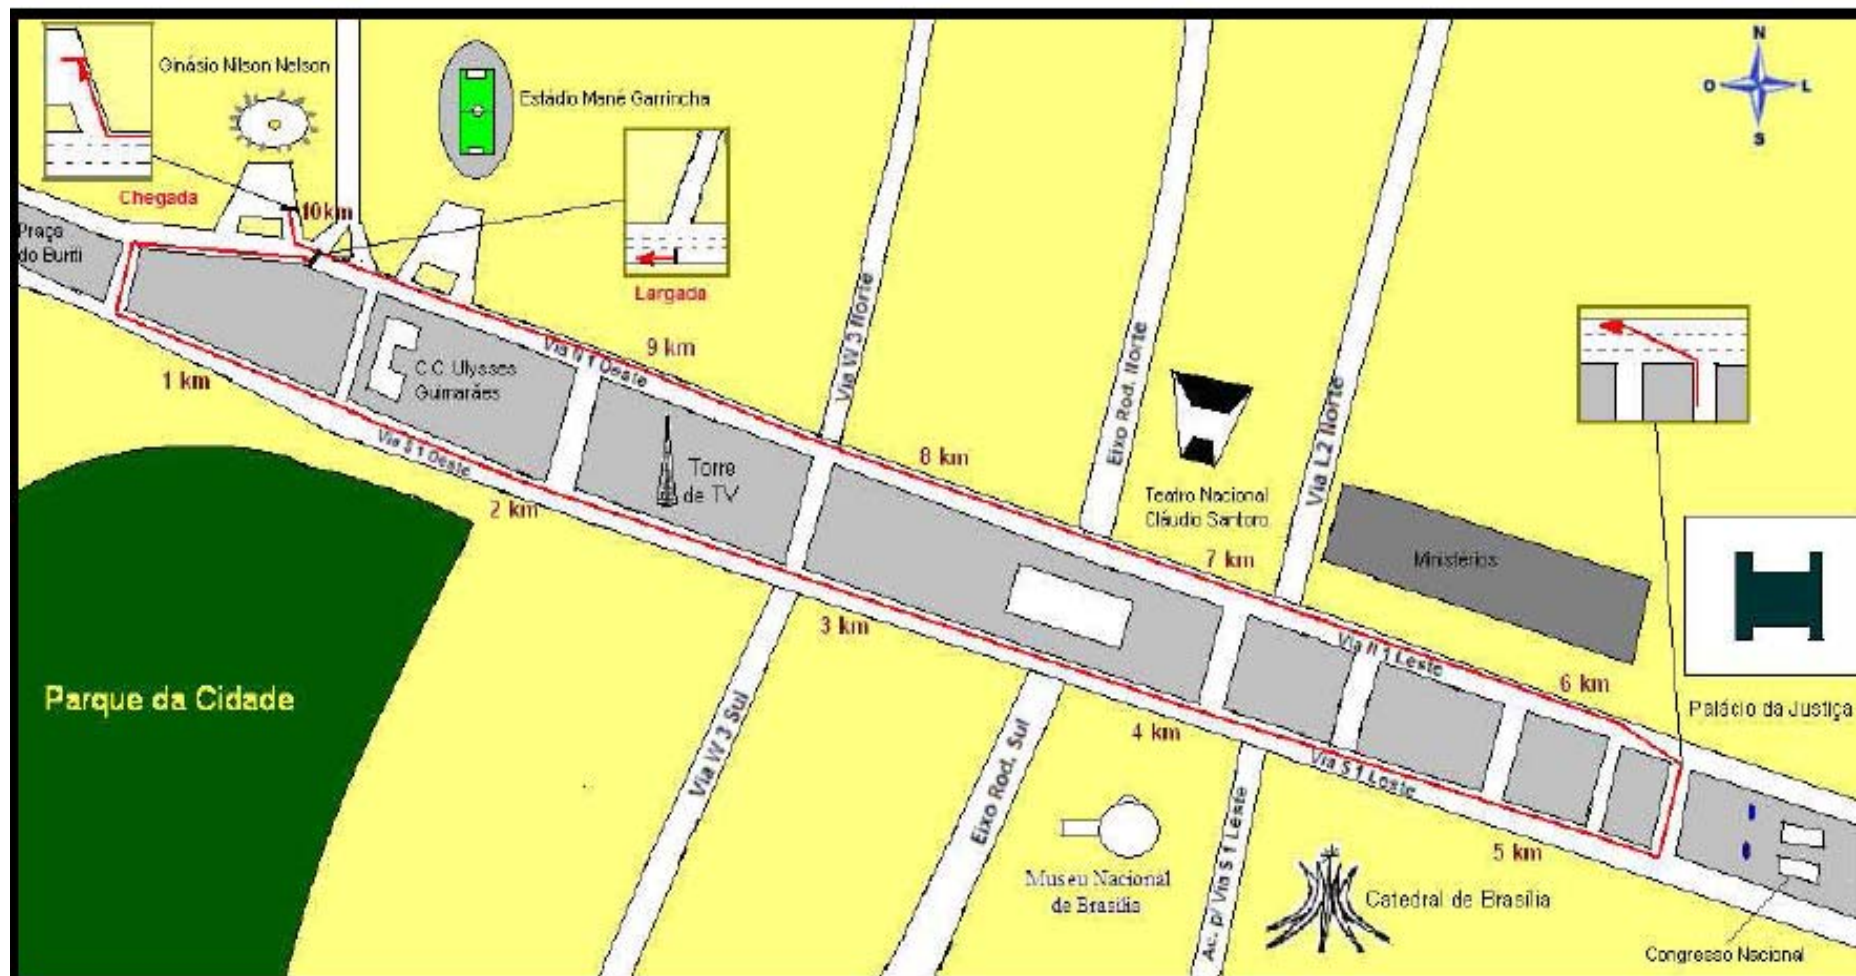 Ginásio Nilson Nelson
N
O
L
S
Estádio Mané Garrincha
Chegada
10km
Praça
do Buriti
Largada
1 km
C.C. Ulysses
Guimarães
Via N 1 Oeste
9 km
Via W 3 Norte
Eixo Rod. Norte
Via L2 Norte
Via S 1 Oeste
2 km
Torre
de TV
8 km
Teatro Nacional
Cláudio Santoro
7 km
Ministérios
3 km
Via N 1 Leste
6 km
Palácio da Justiça
Parque da Cidade
Via W 3 Sul
Eixo Rod. Sul
4 km
Via S 1 Leste
Ac. p/ Via S 1 Leste
5 km
Museu Nacional
de Brasília
Catedral de Brasília
Congresso Nacional